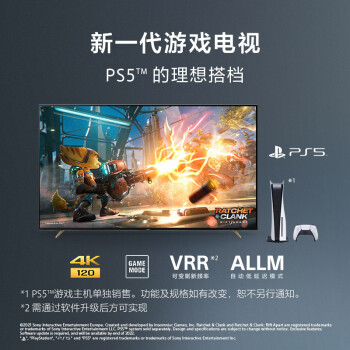 新一代游戏电视
PS5™ 的理想搭档
PS5
*1
RATCHET
CLANK
4K
120
GAME
MODE
VRR *2
可变刷新频率
ALLM
自动低延迟模式
*1 PS5™游戏主机单独销售。功能及规格如有改变，恕不另行通知。
*2 需通过软件升级后方可实现